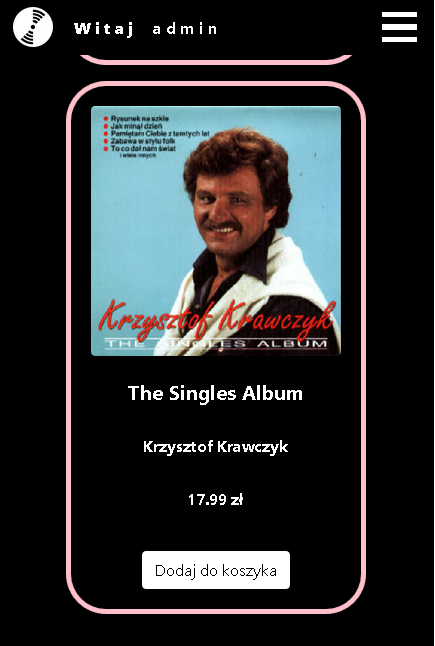 Witaj admin
Rysunek na szkle
Jak minął dzień
Pamiętam Ciebie z tamtych lat
Zabawa w stylu folk
To co dał nam świat
i wiele innych
Krzysztof Krawczyk
THE SINGLES ALBUM
The Singles Album
Krzysztof Krawczyk
17.99 zł
Dodaj do koszyka